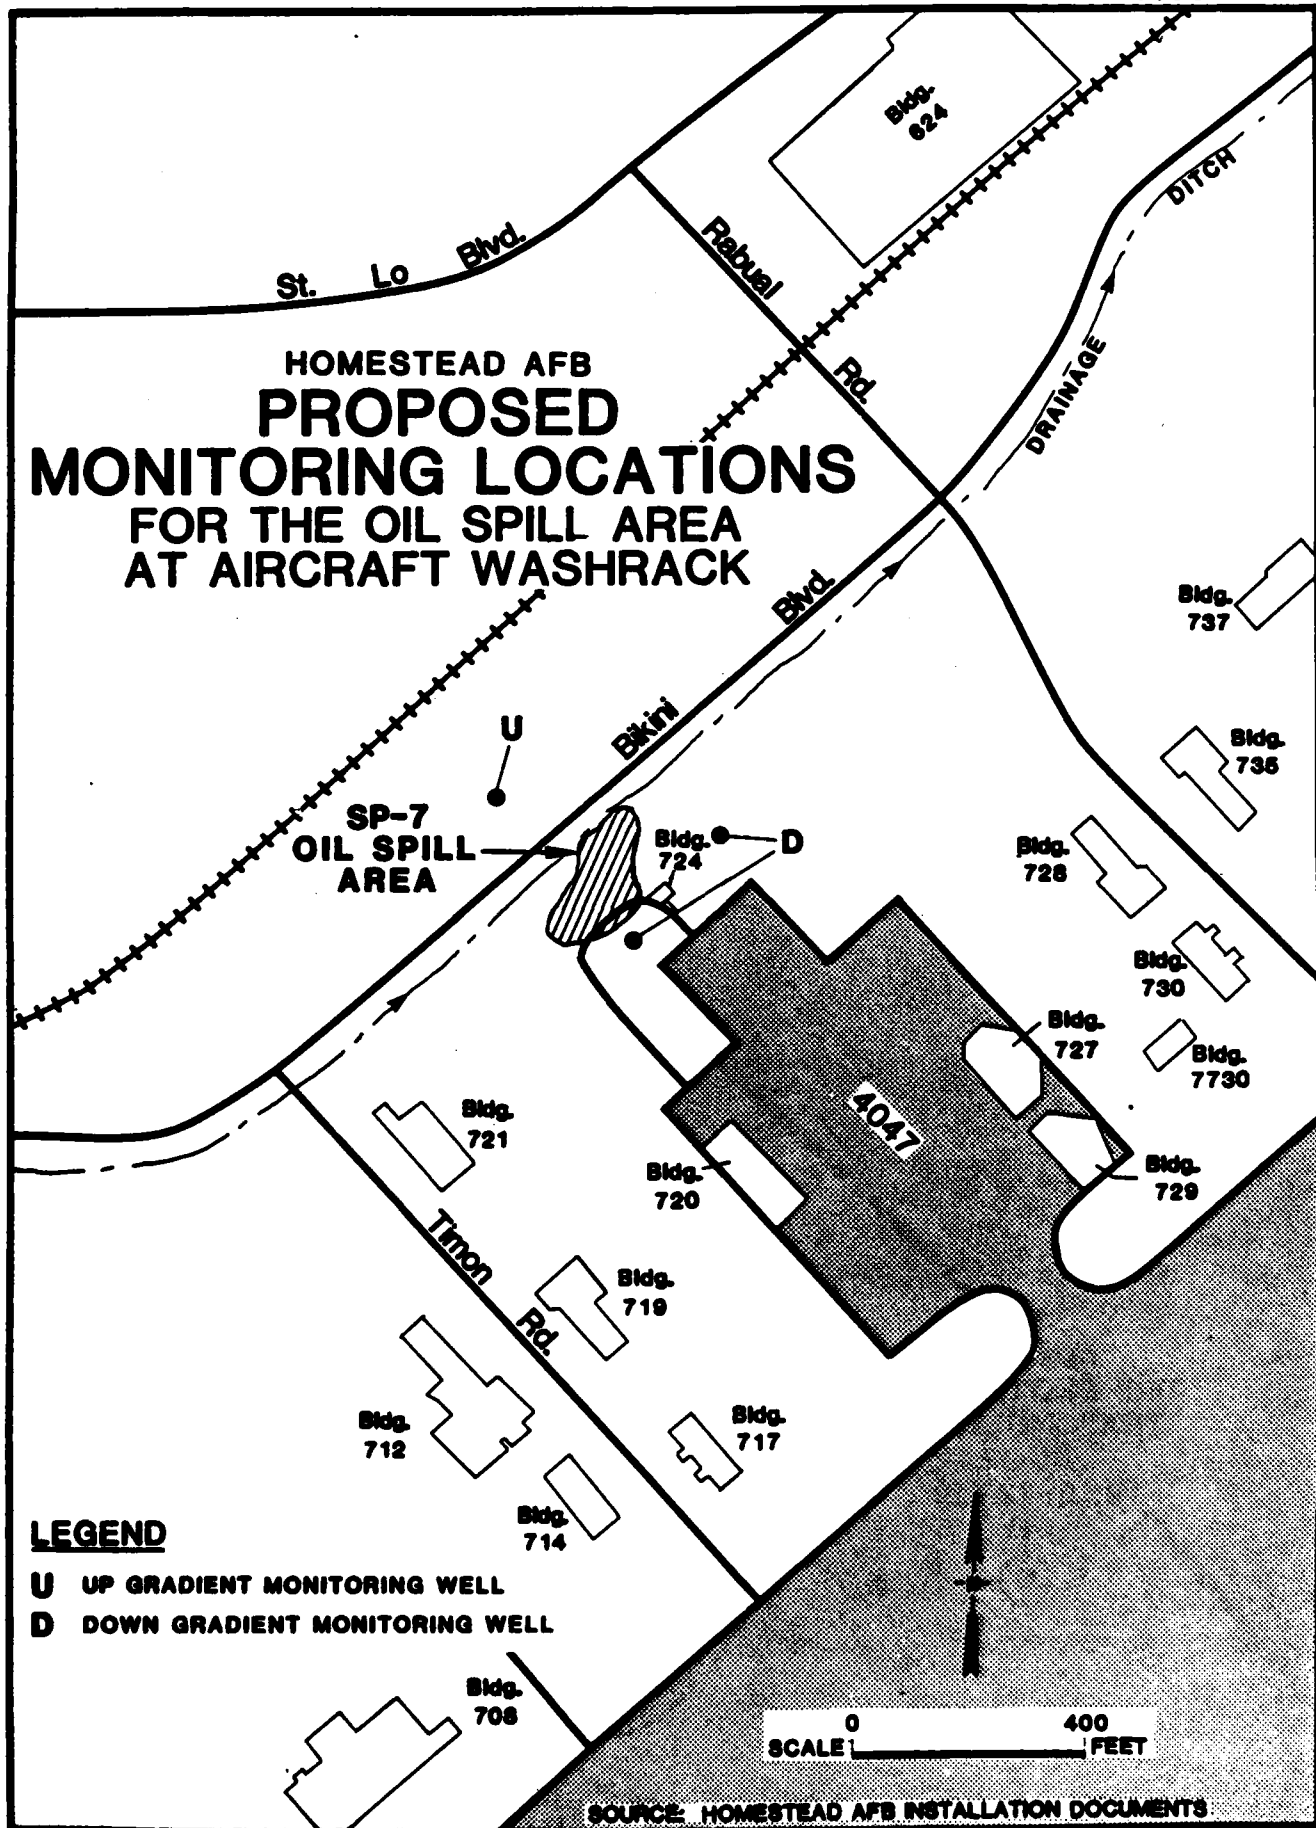 Bldg.
624
DITCH
Rabual
Rd.
St. Lo Blvd.
DRAINAGE
HOMESTEAD AFB
PROPOSED
MONITORING LOCATIONS
FOR THE OIL SPILL AREA
AT AIRCRAFT WASHRACK
Bikini Blvd.
Bldg.
737
U
Bldg.
735
SP-7
OIL SPILL
AREA
Bldg.
724
D
Bldg.
728
Bldg.
730
Bldg.
727
Bldg.
7730
4047
Bldg.
721
Bldg.
720
Bldg.
729
Timon
Rd.
Bldg.
719
Bldg.
712
Bldg.
717
Bldg.
714
LEGEND
U UP GRADIENT MONITORING WELL
D DOWN GRADIENT MONITORING WELL
Bldg.
708
0 400
SCALE FEET
SOURCE: HOMESTEAD AFB INSTALLATION DOCUMENTS